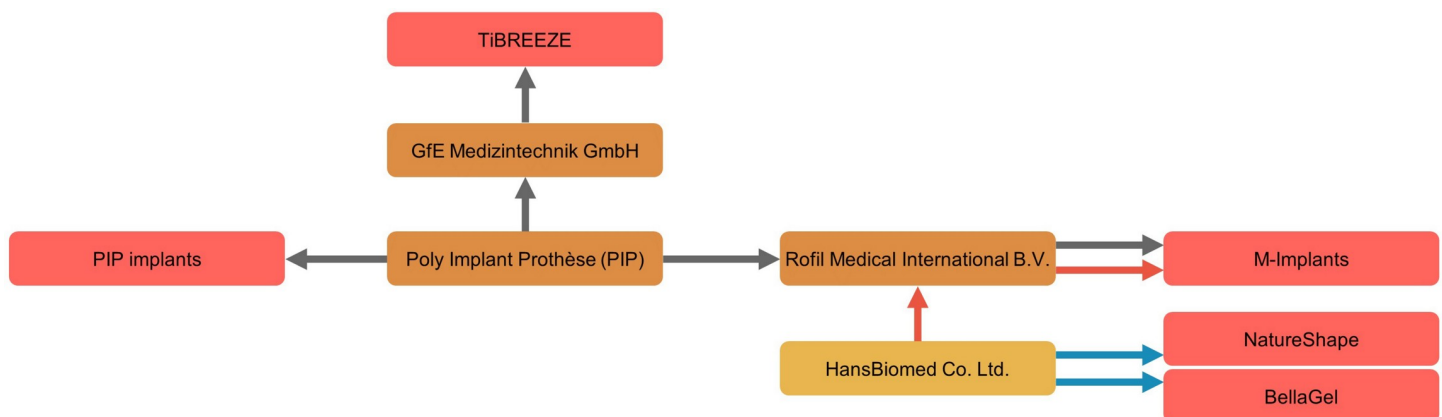 TiBREEZE
GfE Medizintechnik GmbH
PIP implants
Poly Implant Prothèse (PIP)
Rofil Medical International B.V.
M-Implants
HansBiomed Co. Ltd.
NatureShape
BellaGel